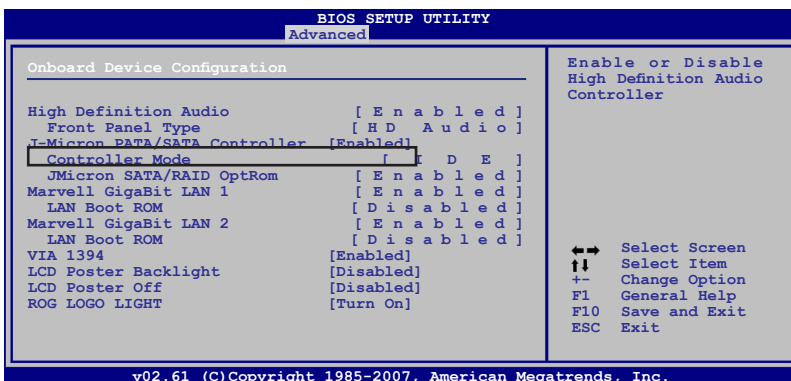 BIOS SETUP UTILITY
Advanced
Onboard Device Configuration
High Definition Audio [Enabled]
Front Panel Type [HD Audio]
J-Micron PATA/SATA Controller [Enabled]
Controller Mode [IDE]
JMicron SATA/RAID OptRom [Enabled]
Marvell GigaBit LAN 1 [Enabled]
LAN Boot ROM [Disabled]
Marvell GigaBit LAN 2 [Enabled]
LAN Boot ROM [Disabled]
VIA 1394 [Enabled]
LCD Poster Backlight [Disabled]
LCD Poster Off [Disabled]
ROG LOGO LIGHT [Turn On]
Enable or Disable
High Definition Audio
Controller
Select Screen
Select Item
+- Change Option
F1 General Help
F10 Save and Exit
ESC Exit
v02.61 (C)Copyright 1985-2007, American Megatrends, Inc.